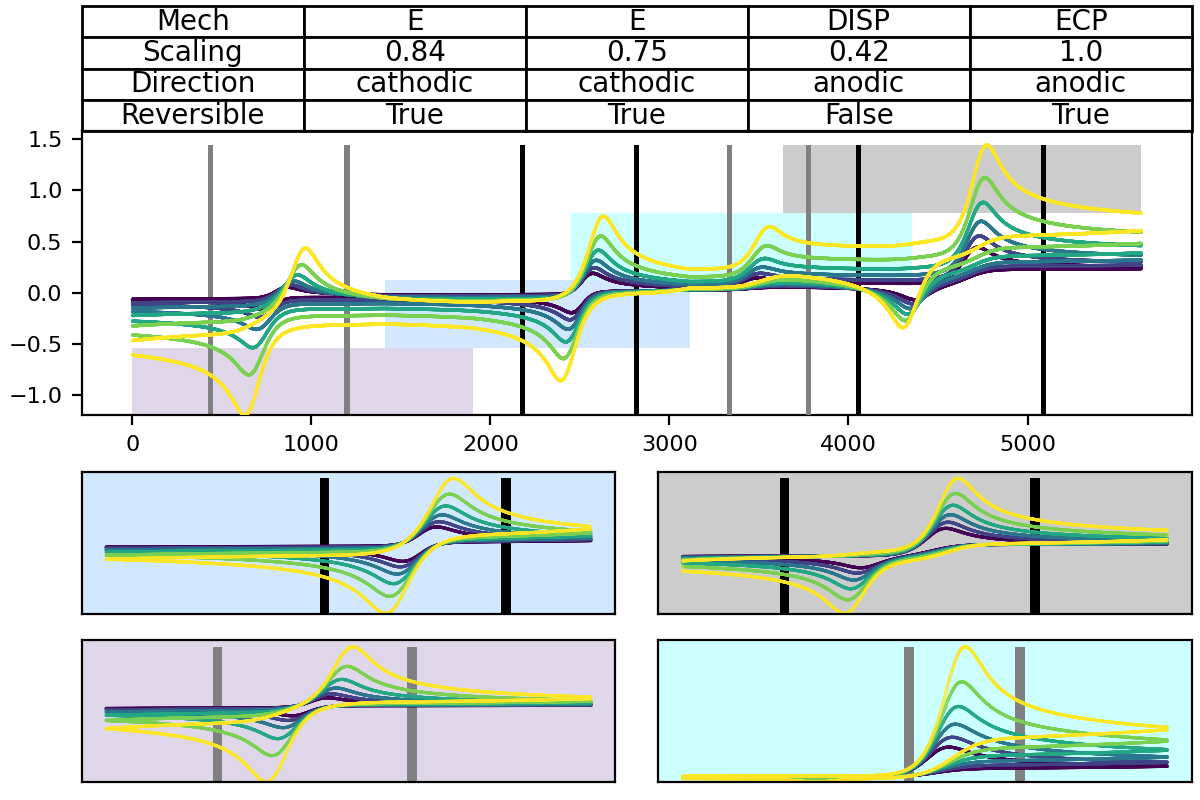 Mech E E DISP ECP
Scaling 0.84 0.75 0.42 1.0
Direction cathodic cathodic anodic anodic
Reversible True True False True
1.5
1.0
0.5
0.0
−0.5
−1.0
0 1000 2000 3000 4000 5000